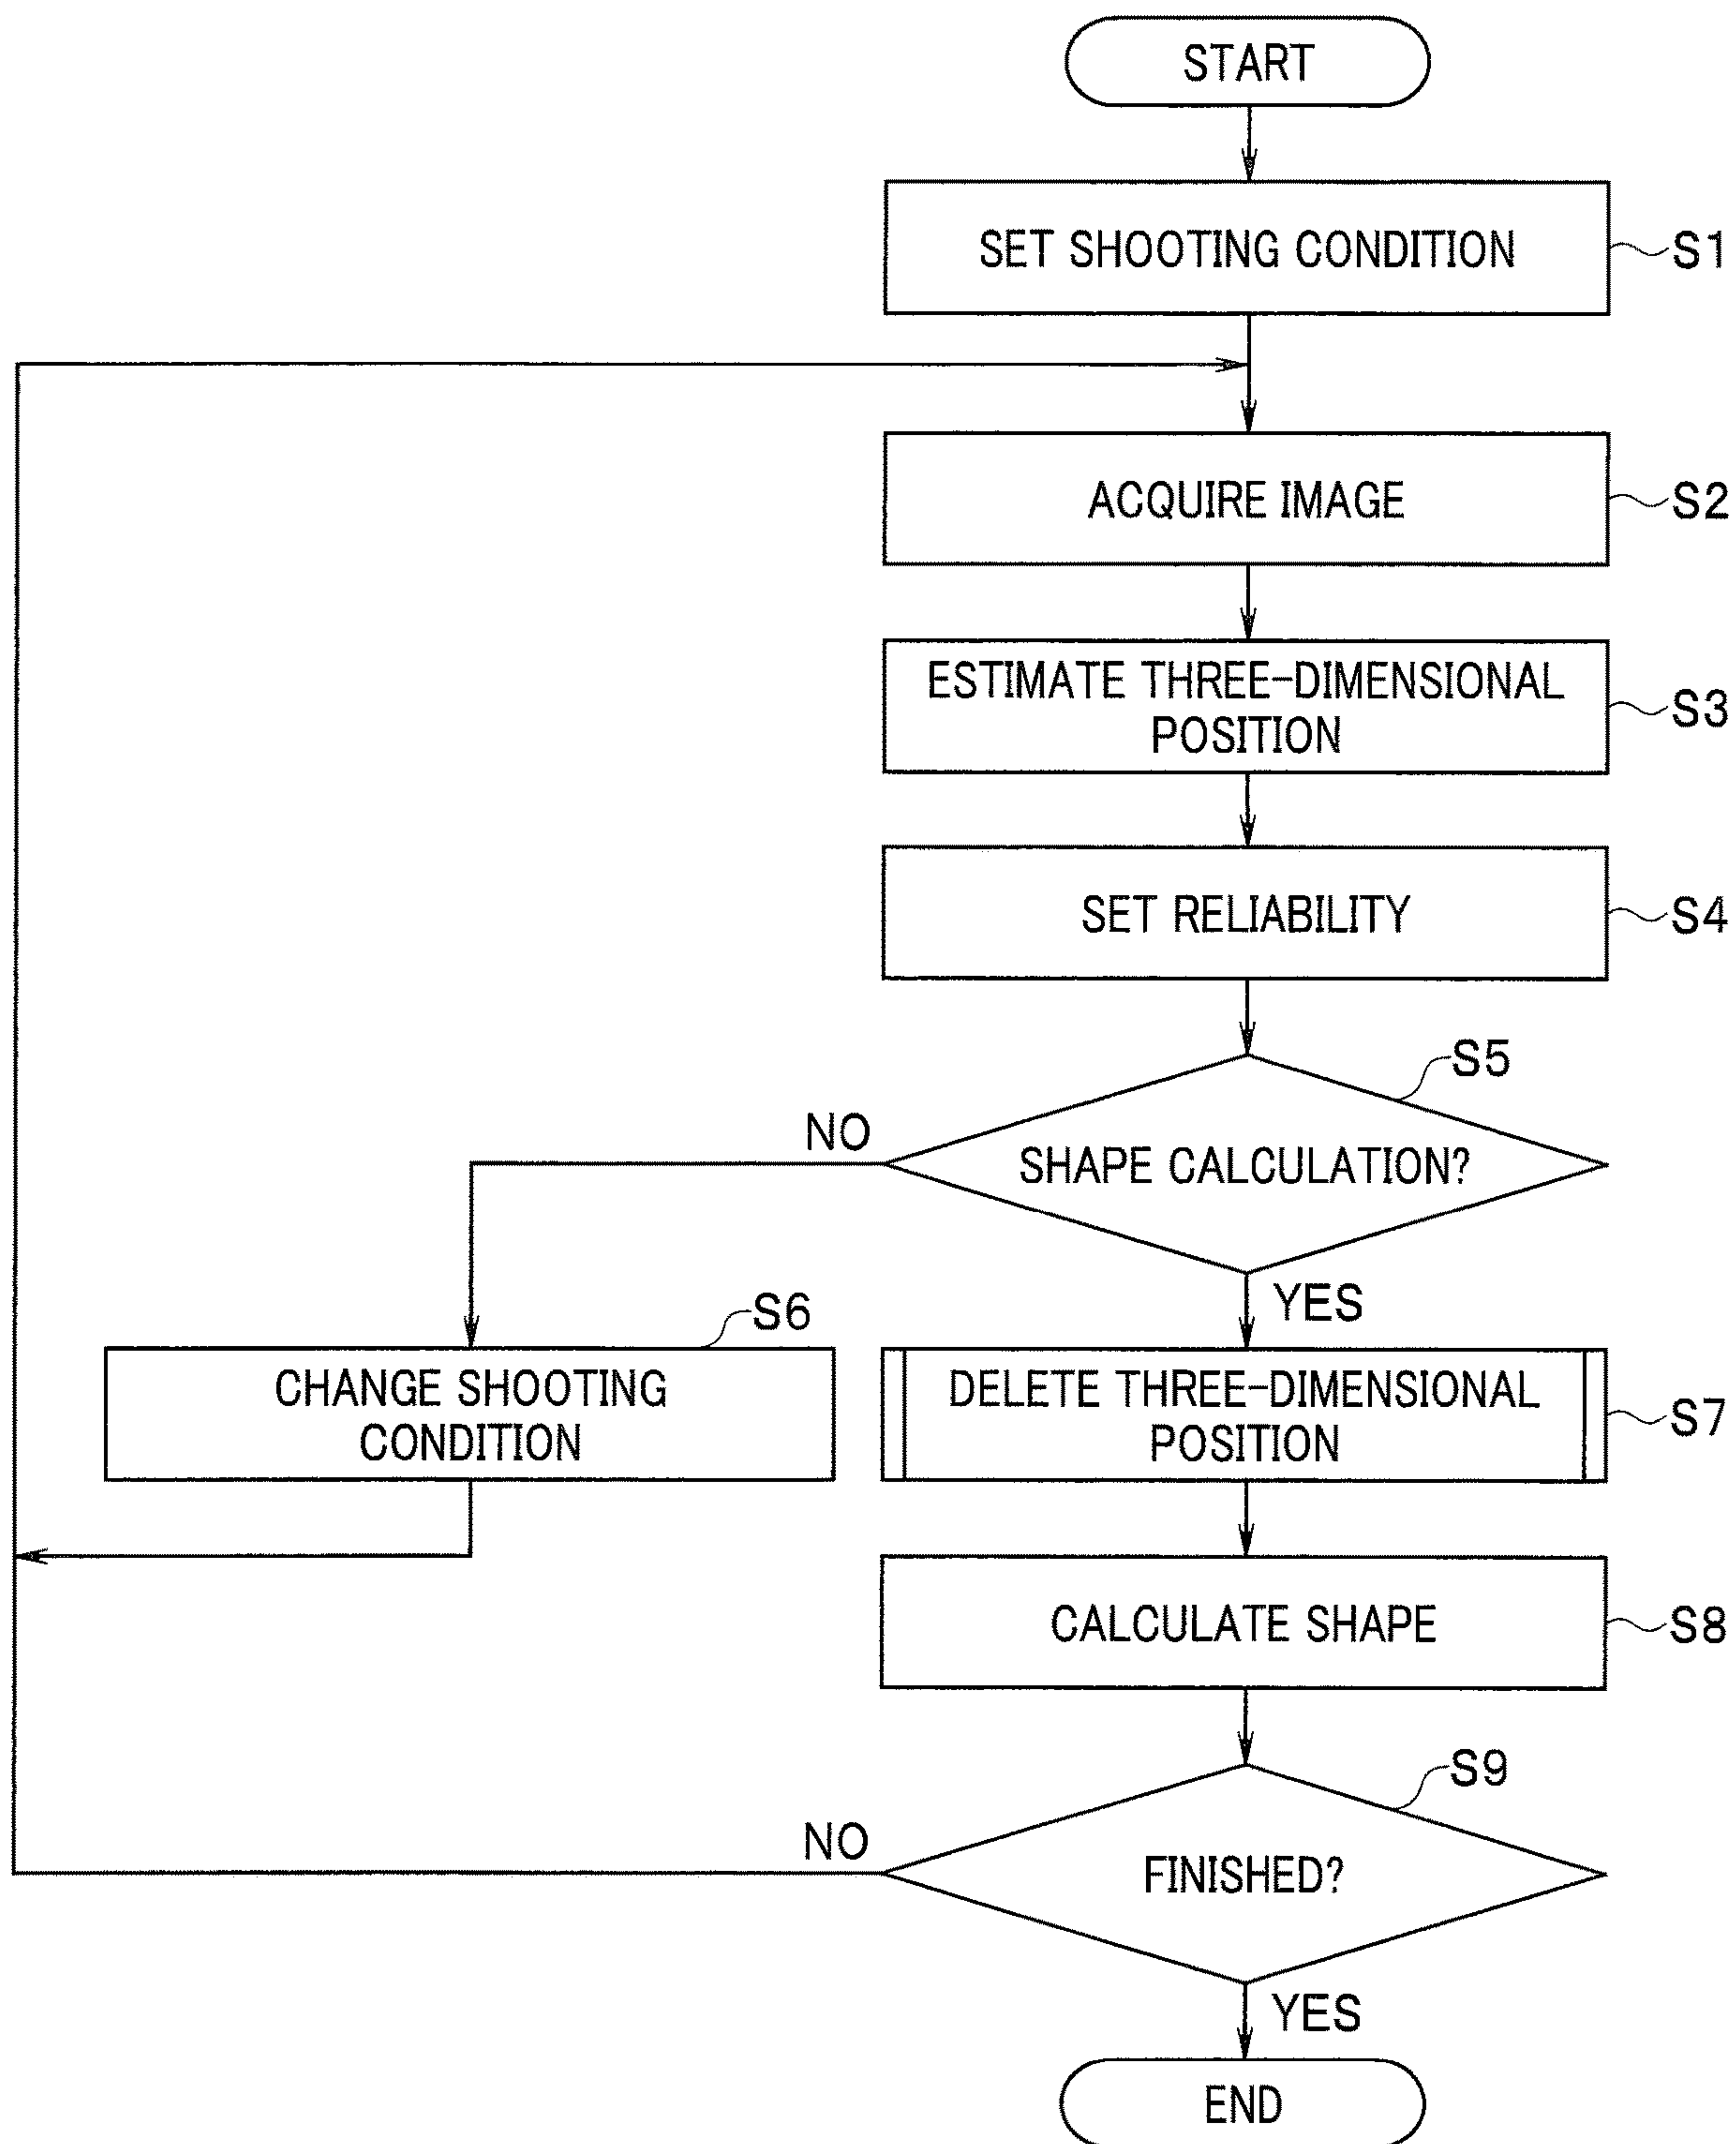 START
SET SHOOTING CONDITION
S1
ACQUIRE IMAGE
S2
ESTIMATE THREE-DIMENSIONAL
POSITION
S3
SET RELIABILITY
S4
S5
NO
SHAPE CALCULATION?
YES
S6
CHANGE SHOOTING
CONDITION
DELETE THREE-DIMENSIONAL
POSITION
S7
CALCULATE SHAPE
S8
S9
NO
FINISHED?
YES
END